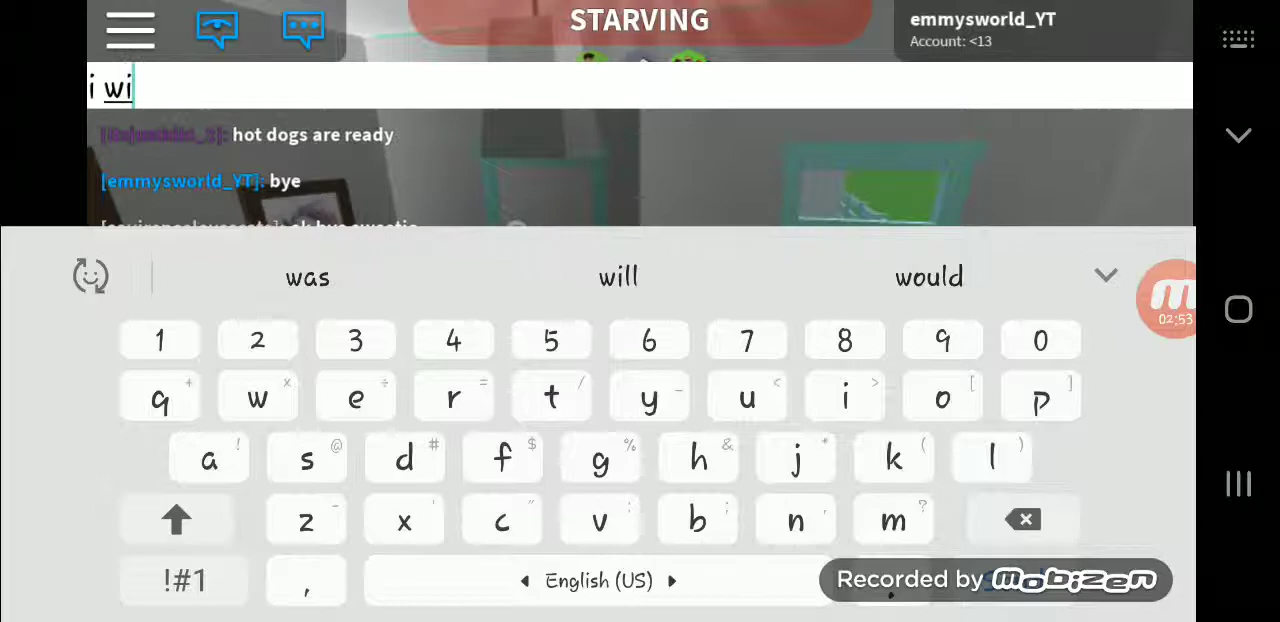 STARVING
emmysworld_YT
Account: <13
i wi
hot dogs are ready
[emmysworld_YT]: bye
was will would
02:53
1 2 3 4 5 6 7 8 9 0
q + w x e ÷ r = t / y _ u < i > o [ p ]
a ! s @ d # f $ g % h & j * k ( l )
z - x ' c " v : b ; n , m ?
!#1 , ◂ English (US) ▸ .
Recorded by mobizen